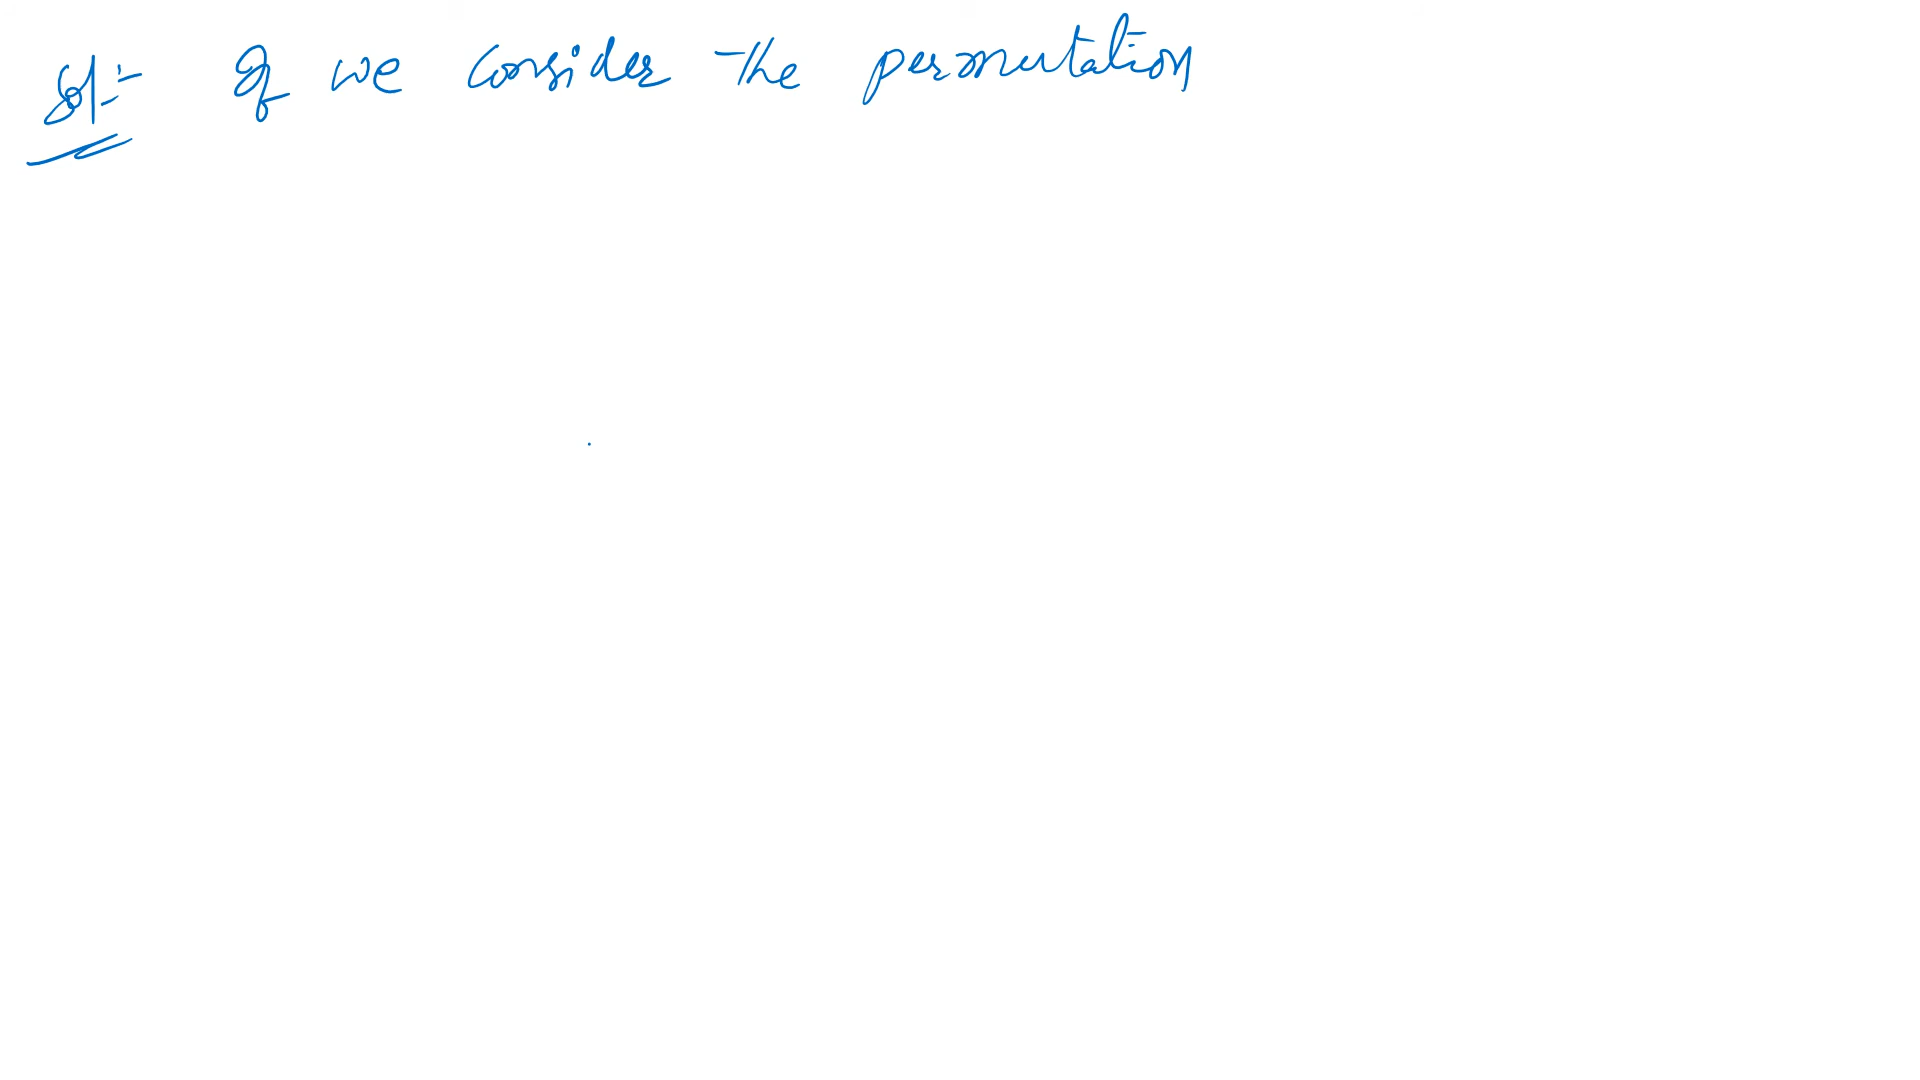 Sol:- If we consider the permutation